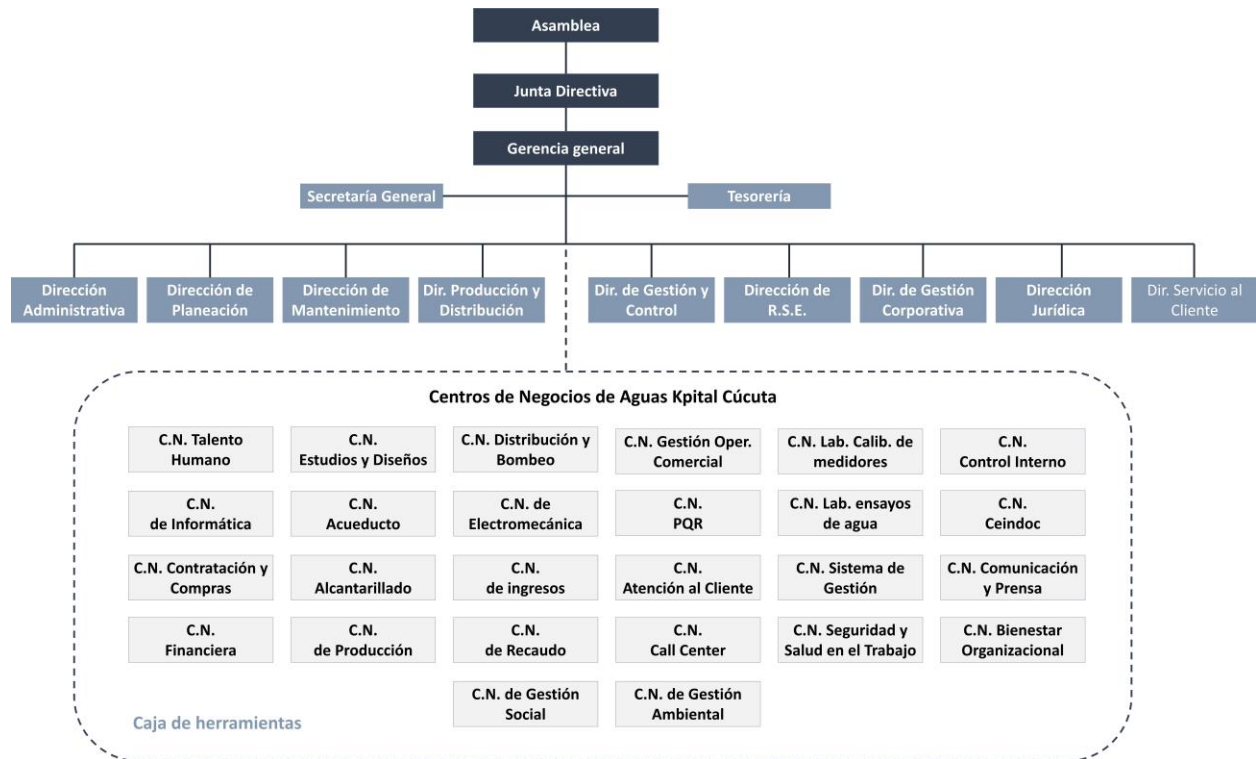 Asamblea
Junta Directiva
Gerencia general
Secretaría General
Tesorería
Dirección
Administrativa
Dirección de
Planeación
Dirección de
Mantenimiento
Dir. Producción y
Distribución
Dir. de Gestión y
Control
Dirección de
R.S.E.
Dir. de Gestión
Corporativa
Dirección
Jurídica
Dir. Servicio al
Cliente
Centros de Negocios de Aguas Kpital Cúcuta
C.N. Talento
Humano
C.N.
Estudios y Diseños
C.N. Distribución y
Bombeo
C.N. Gestión Oper.
Comercial
C.N. Lab. Calib. de
medidores
C.N.
Control Interno
C.N.
de Informática
C.N.
Acueducto
C.N. de
Electromecánica
C.N.
PQR
C.N. Lab. ensayos
de agua
C.N.
Ceindoc
C.N. Contratación y
Compras
C.N.
Alcantarillado
C.N.
de ingresos
C.N.
Atención al Cliente
C.N. Sistema de
Gestión
C.N. Comunicación
y Prensa
C.N.
Financiera
C.N.
de Producción
C.N.
de Recaudo
C.N.
Call Center
C.N. Seguridad y
Salud en el Trabajo
C.N. Bienestar
Organizacional
C.N. de Gestión
Social
C.N. de Gestión
Ambiental
Caja de herramientas